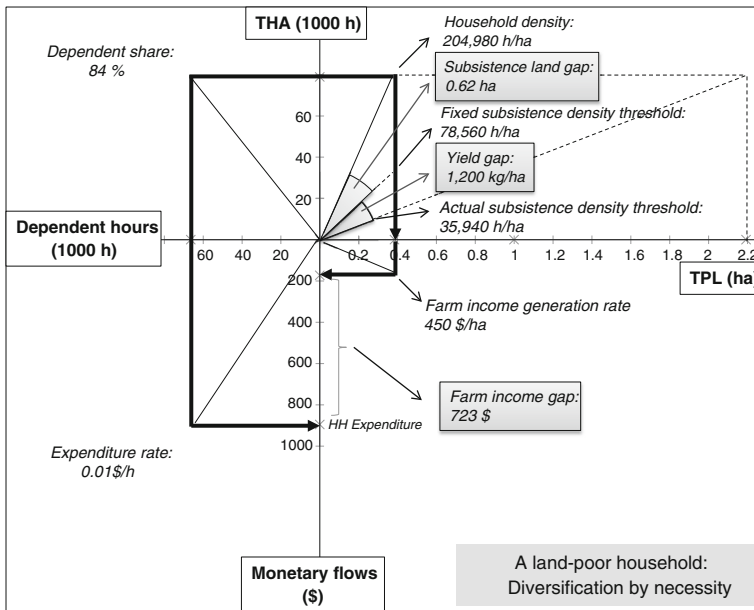 THA (1000 h)
Household density:
204,980 h/ha
Dependent share:
84 %
Subsistence land gap:
0.62 ha
Fixed subsistence density threshold:
78,560 h/ha
Yield gap:
1,200 kg/ha
Actual subsistence density threshold:
35,940 h/ha
60
40
20
Dependent hours
(1000 h)
60 40 20 0 0.2 0.4 0.6 0.8 1 1.2 1.4 1.6 1.8 2 2.2
TPL (ha)
200
400
600
800
1000
Farm income generation rate
450 $/ha
Farm income gap:
723 $
HH Expenditure
Expenditure rate:
0.01$/h
Monetary flows
($)
A land-poor household:
Diversification by necessity